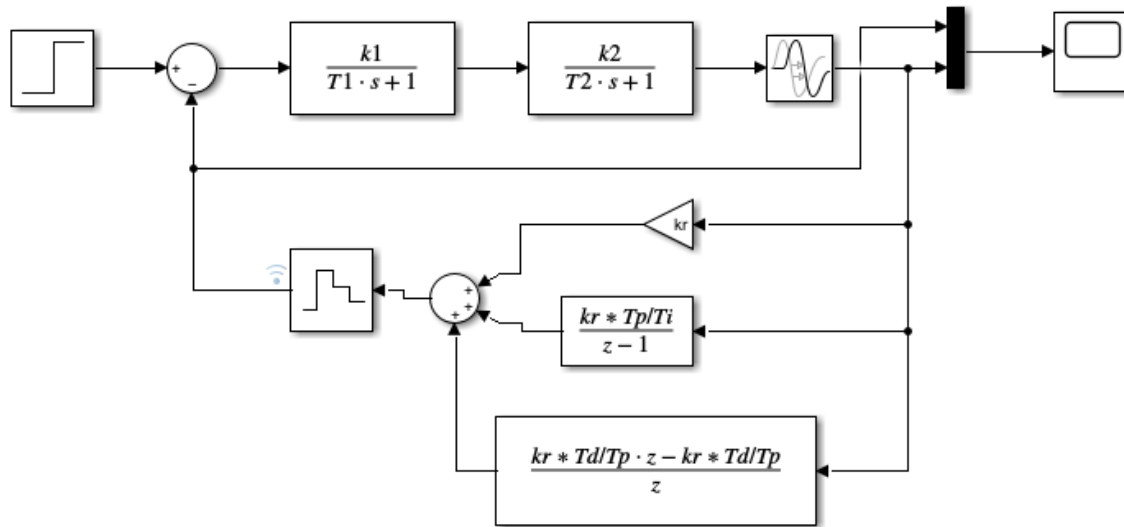 k1
T1 · s + 1
k2
T2 · s + 1
+
−
kr
+
+
+
kr * Tp/Ti
z − 1
kr * Td/Tp · z − kr * Td/Tp
z